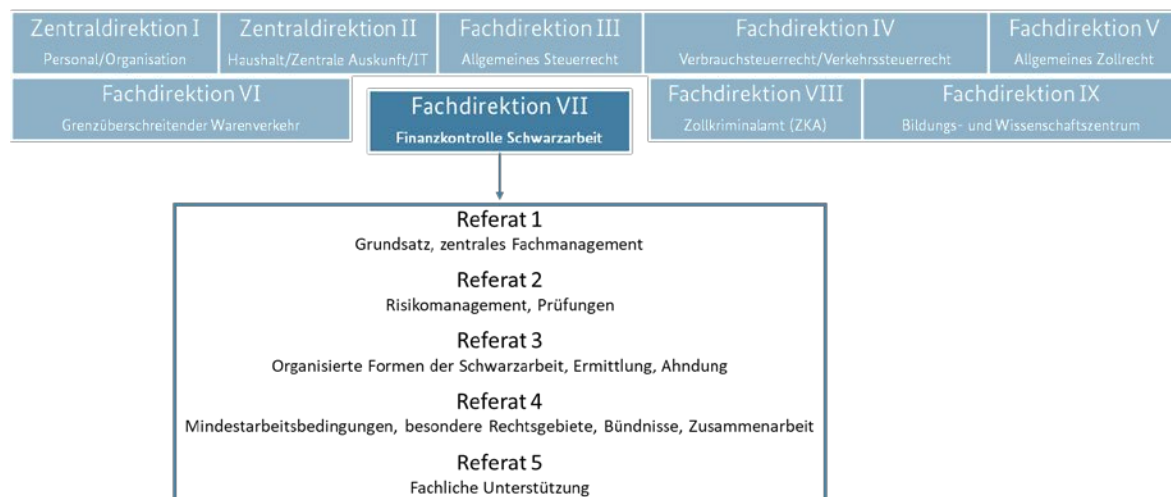 Zentraldirektion I
Personal/Organisation
Zentraldirektion II
Haushalt/Zentrale Auskunft/IT
Fachdirektion III
Allgemeines Steuerrecht
Fachdirektion IV
Verbrauchsteuerrecht/Verkehrssteuerrecht
Fachdirektion V
Allgemeines Zollrecht
Fachdirektion VI
Grenzüberschreitender Warenverkehr
Fachdirektion VII
Finanzkontrolle Schwarzarbeit
Fachdirektion VIII
Zollkriminalamt (ZKA)
Fachdirektion IX
Bildungs- und Wissenschaftszentrum
Referat 1
Grundsatz, zentrales Fachmanagement
Referat 2
Risikomanagement, Prüfungen
Referat 3
Organisierte Formen der Schwarzarbeit, Ermittlung, Ahndung
Referat 4
Mindestarbeitsbedingungen, besondere Rechtsgebiete, Bündnisse, Zusammenarbeit
Referat 5
Fachliche Unterstützung